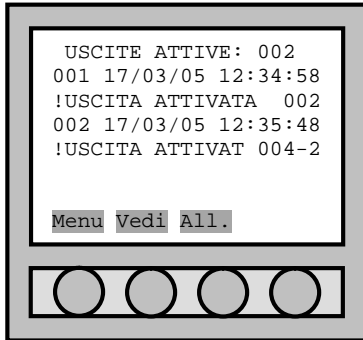 USCITE ATTIVE: 002
001 17/03/05 12:34:58
!USCITA ATTIVATA 002
002 17/03/05 12:35:48
!USCITA ATTIVAT 004-2
Menu Vedi All.